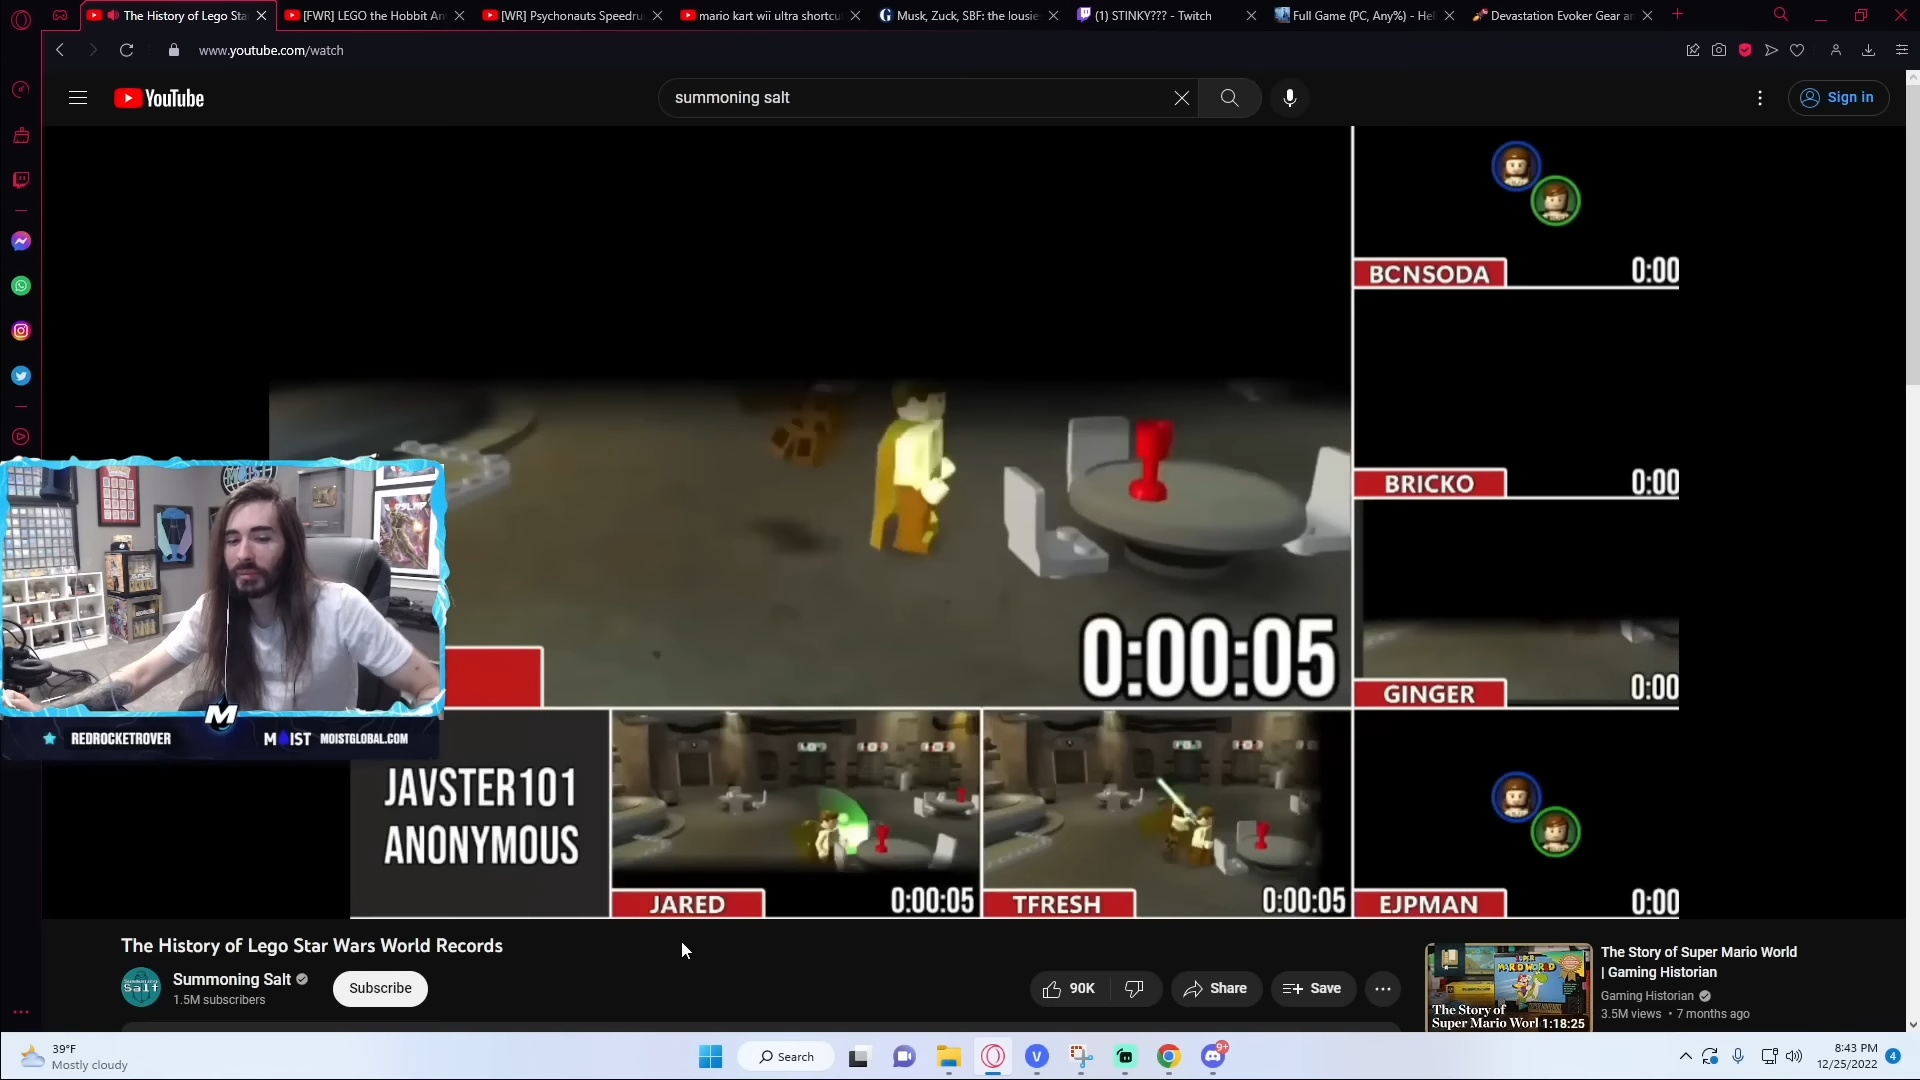 The History of Lego Sta
[FWR] LEGO the Hobbit An
[WR] Psychonauts Speedru
mario kart wii ultra shortcu
Musk, Zuck, SBF: the lousie
(1) STINKY??? - Twitch
Full Game (PC, Any%) - Hel
Devastation Evoker Gear an
www.youtube.com/watch
YouTube
summoning salt
Sign in
BCNSODA
0:00
BRICKO
0:00
GINGER
0:00
0:00:05
REDROCKETROVER
M
MOIST
MOISTGLOBAL.COM
JAVSTER101
ANONYMOUS
JARED
0:00:05
TFRESH
0:00:05
EJPMAN
0:00
The History of Lego Star Wars World Records
Summoning Salt
1.5M subscribers
Subscribe
90K
Share
Save
The Story of
Super Mario Worl
1:18:25
The Story of Super Mario World
| Gaming Historian
Gaming Historian
3.5M views • 7 months ago
39°F
Mostly cloudy
Search
9+
8:43 PM
12/25/2022
4